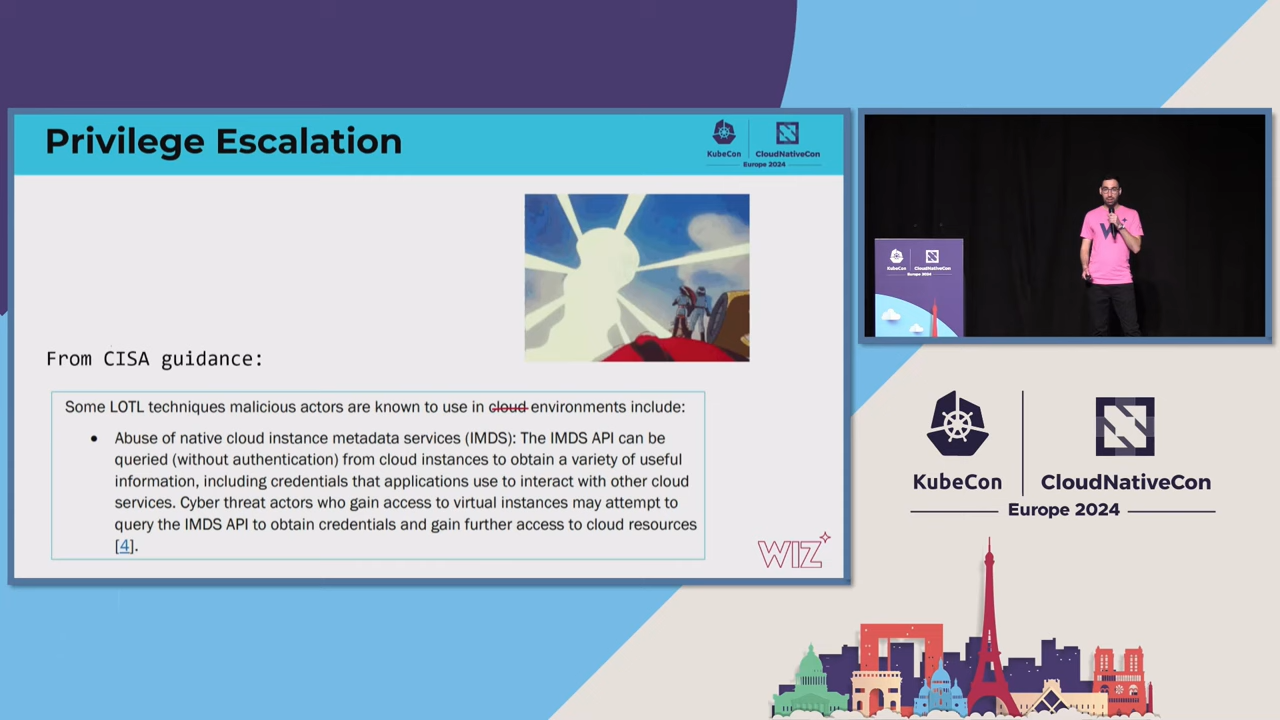 Privilege Escalation
KubeCon
CloudNativeCon
Europe 2024
From CISA guidance:
Some LOTL techniques malicious actors are known to use in cloud environments include:
• Abuse of native cloud instance metadata services (IMDS): The IMDS API can be
queried (without authentication) from cloud instances to obtain a variety of useful
information, including credentials that applications use to interact with other cloud
services. Cyber threat actors who gain access to virtual instances may attempt to
query the IMDS API to obtain credentials and gain further access to cloud resources
[4].
WIZ
W
KubeCon
CloudNativeCon
Europe 2024
KubeCon
CloudNativeCon
Europe 2024